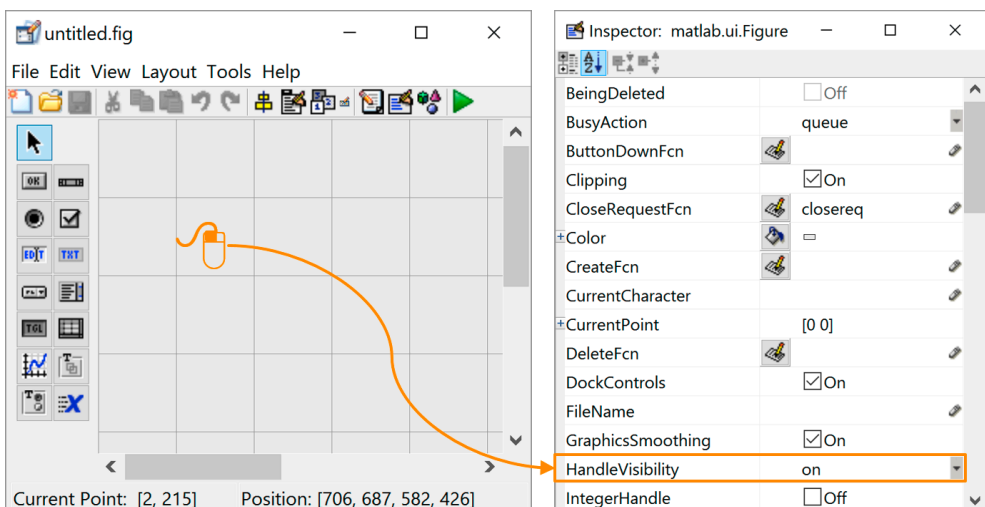 untitled.fig
File Edit View Layout Tools Help
OK
EDIT TXT
TGL
T
T
Current Point: [2, 215] Position: [706, 687, 582, 426]
Inspector: matlab.ui.Figure
BeingDeleted Off
BusyAction queue
ButtonDownFcn
Clipping On
CloseRequestFcn closereq
Color
CreateFcn
CurrentCharacter
CurrentPoint [0 0]
DeleteFcn
DockControls On
FileName
GraphicsSmoothing On
HandleVisibility on
IntegerHandle Off